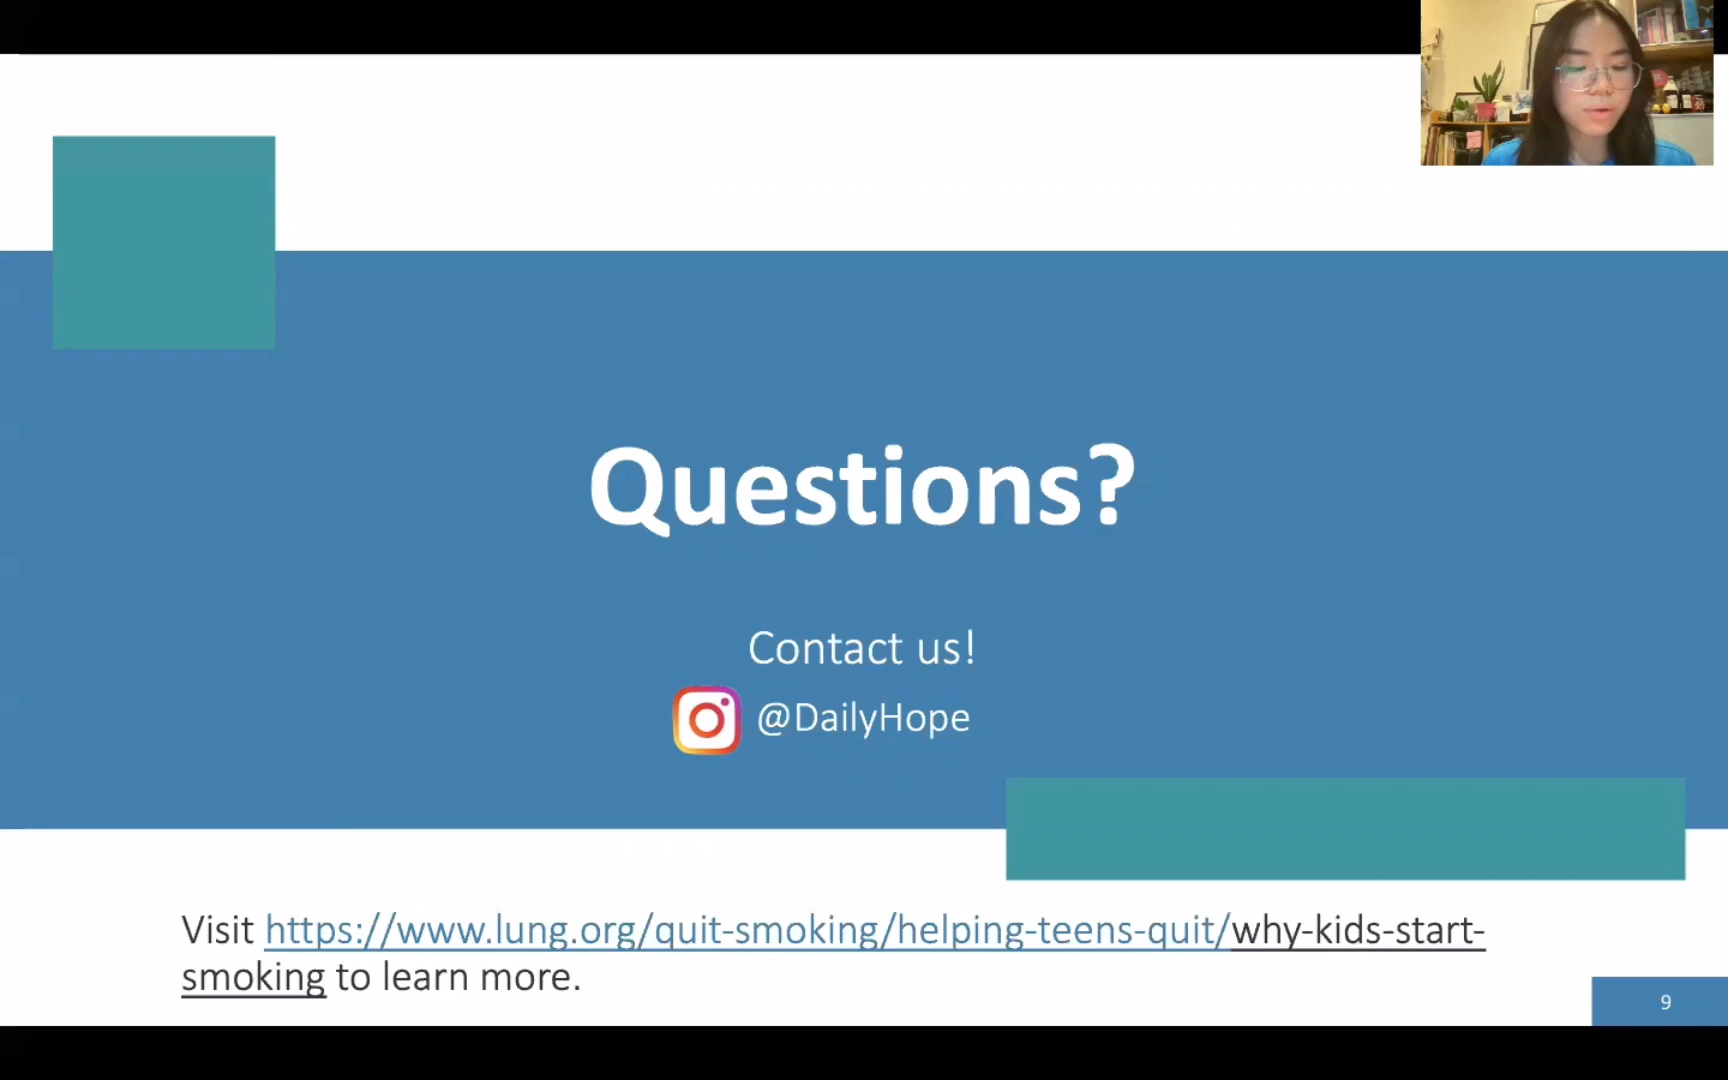 Questions?
Contact us!
@DailyHope
Visit https://www.lung.org/quit-smoking/helping-teens-quit/why-kids-start-
smoking to learn more.
9